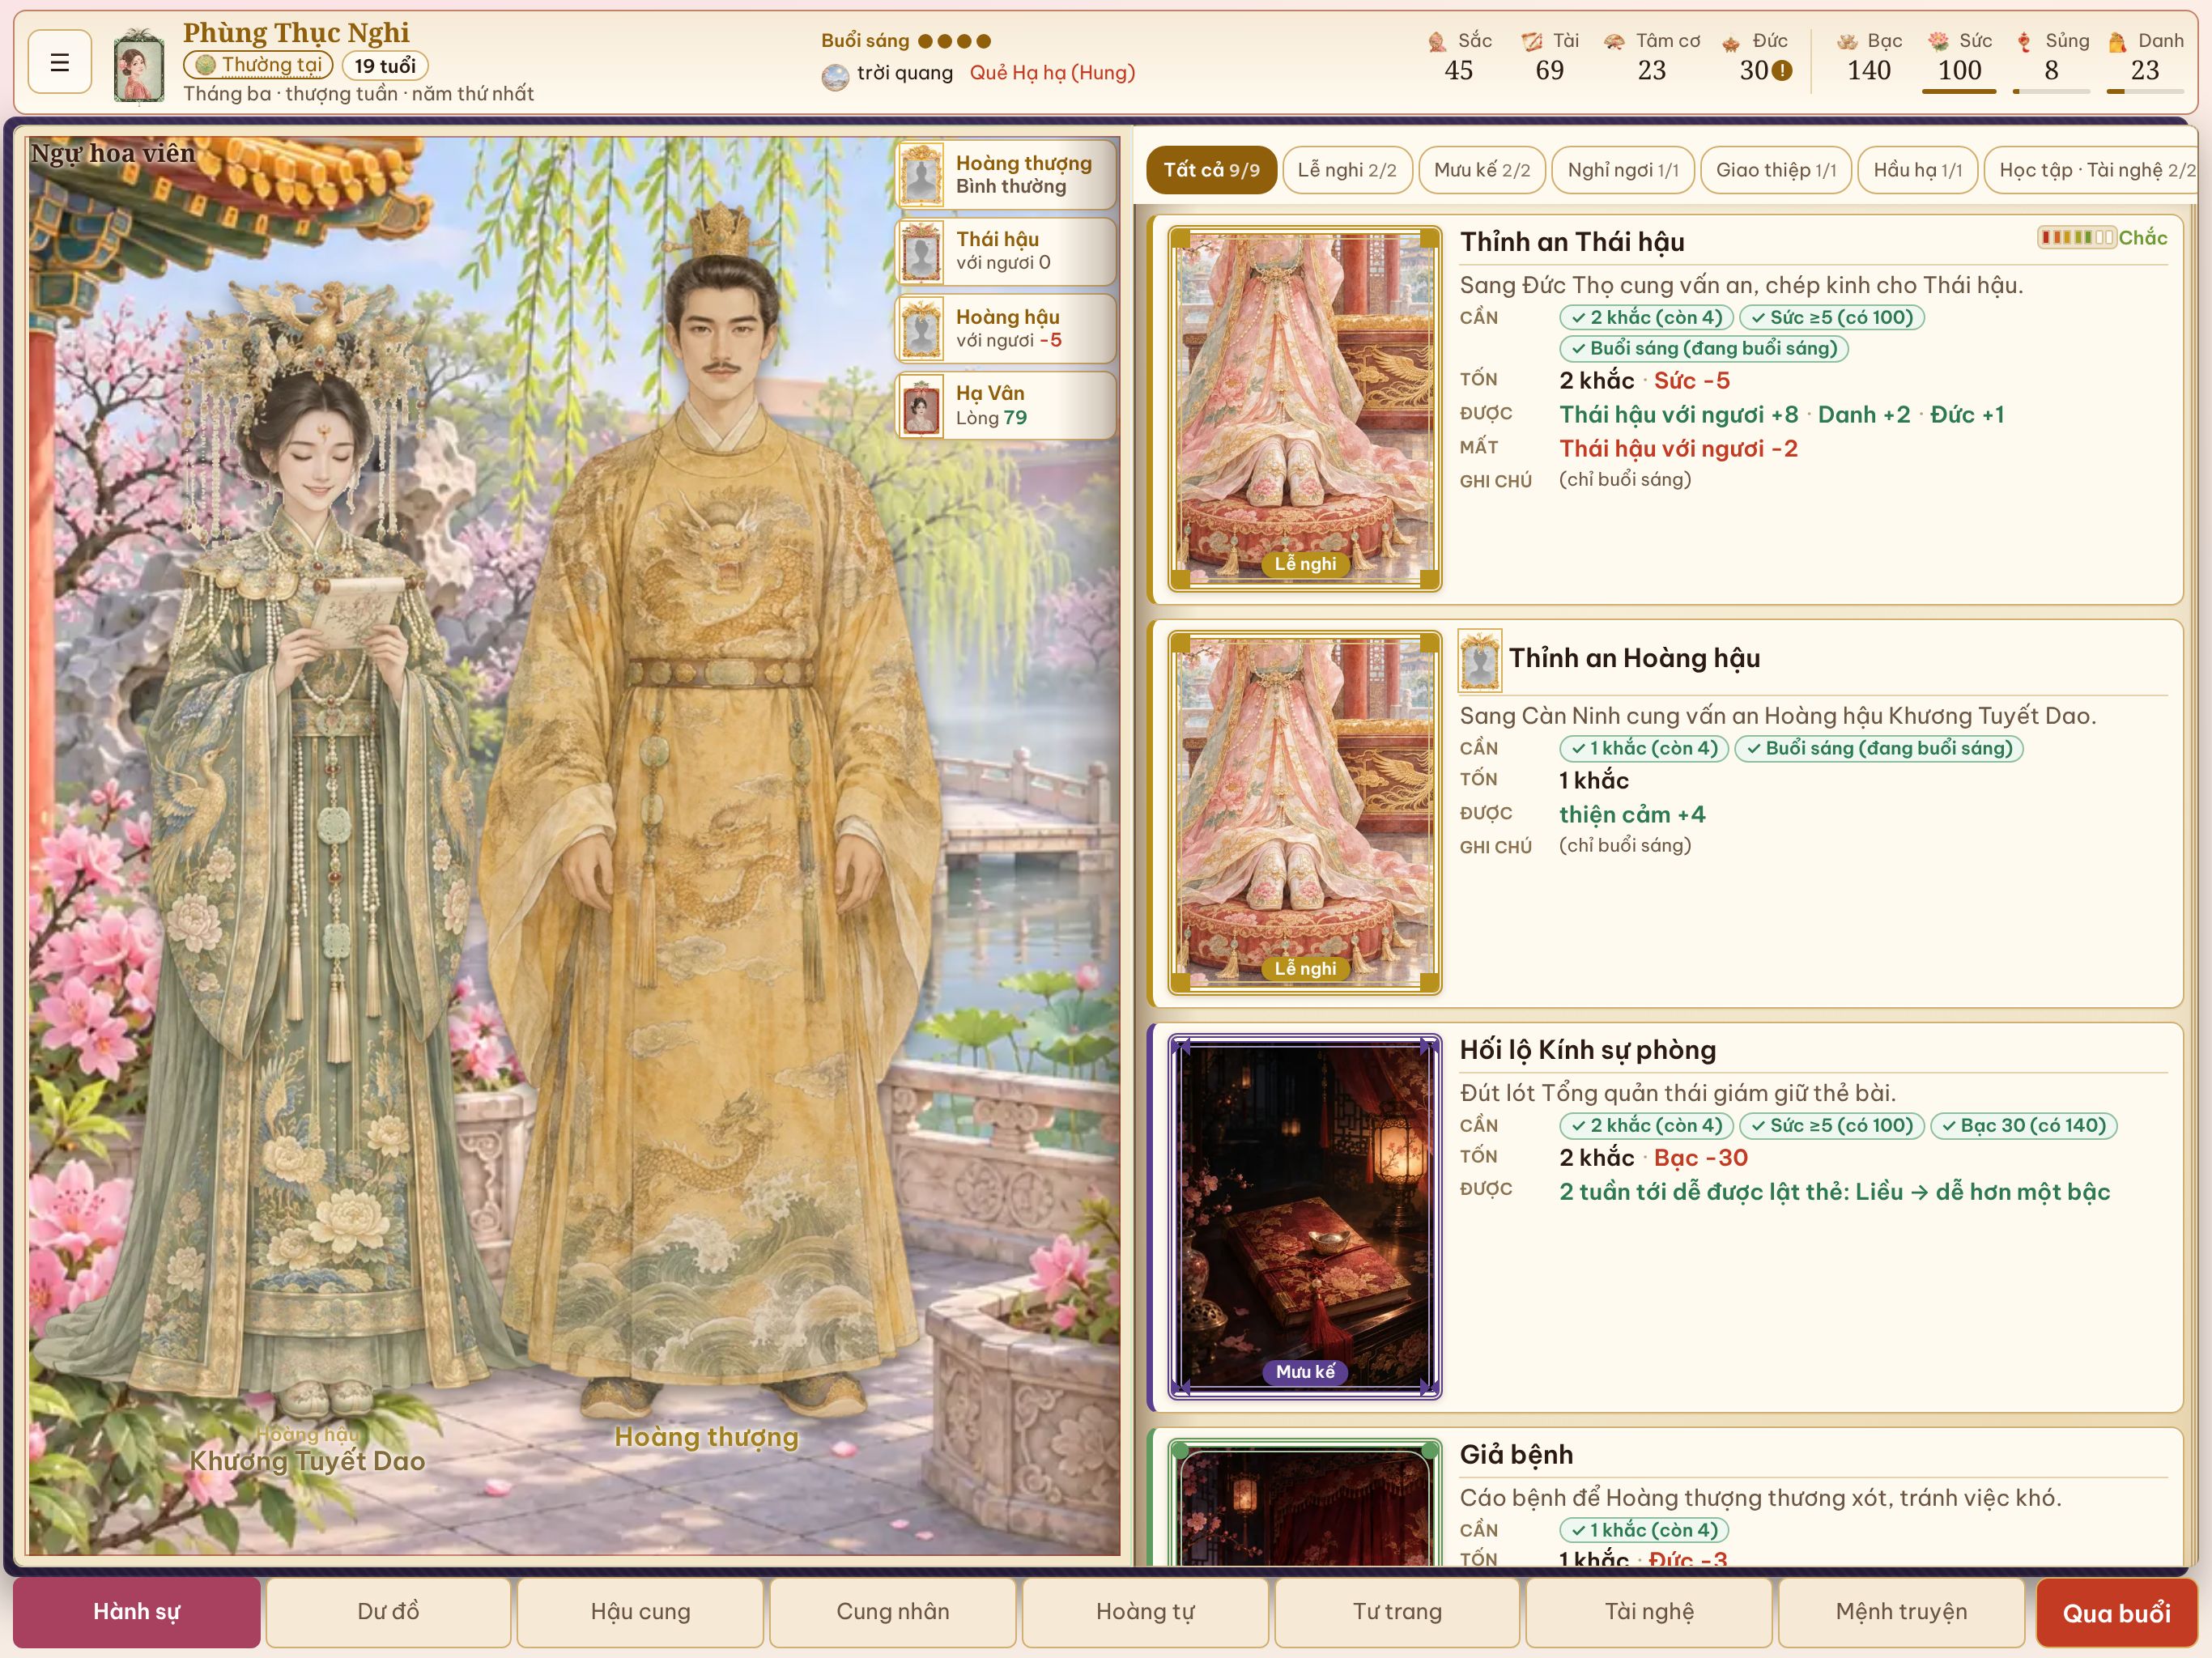 ☰
Phùng Thục Nghi
Thường tại
19 tuổi
Tháng ba · thượng tuần · năm thứ nhất
Buổi sáng
trời quang Quẻ Hạ hạ (Hung)
Sắc Tài Tâm cơ Đức Bạc Sức Sủng Danh
45 69 23 30 ! 140 100 8 23
Ngự hoa viên
Hoàng thượng
Bình thường
Thái hậu
với ngươi 0
Hoàng hậu
với ngươi -5
Hạ Vân
Lòng 79
Hoàng hậu
Khương Tuyết Dao
Hoàng thượng
Tất cả 9/9
Lễ nghi 2/2
Mưu kế 2/2
Nghỉ ngơi 1/1
Giao thiệp 1/1
Hầu hạ 1/1
Học tập · Tài nghệ 2/2
Lễ nghi
Thỉnh an Thái hậu
Chắc
Sang Đức Thọ cung vấn an, chép kinh cho Thái hậu.
CẦN ✓ 2 khắc (còn 4) ✓ Sức ≥5 (có 100)
✓ Buổi sáng (đang buổi sáng)
TỐN 2 khắc · Sức -5
ĐƯỢC Thái hậu với ngươi +8 · Danh +2 · Đức +1
MẤT Thái hậu với ngươi -2
GHI CHÚ (chỉ buổi sáng)
Lễ nghi
Thỉnh an Hoàng hậu
Sang Càn Ninh cung vấn an Hoàng hậu Khương Tuyết Dao.
CẦN ✓ 1 khắc (còn 4) ✓ Buổi sáng (đang buổi sáng)
TỐN 1 khắc
ĐƯỢC thiện cảm +4
GHI CHÚ (chỉ buổi sáng)
Mưu kế
Hối lộ Kính sự phòng
Đút lót Tổng quản thái giám giữ thẻ bài.
CẦN ✓ 2 khắc (còn 4) ✓ Sức ≥5 (có 100) ✓ Bạc 30 (có 140)
TỐN 2 khắc · Bạc -30
ĐƯỢC 2 tuần tới dễ được lật thẻ: Liều → dễ hơn một bậc
Giả bệnh
Cáo bệnh để Hoàng thượng thương xót, tránh việc khó.
CẦN ✓ 1 khắc (còn 4)
TỐN 1 khắc · Đức -3
Hành sự
Dư đồ
Hậu cung
Cung nhân
Hoàng tự
Tư trang
Tài nghệ
Mệnh truyện
Qua buổi